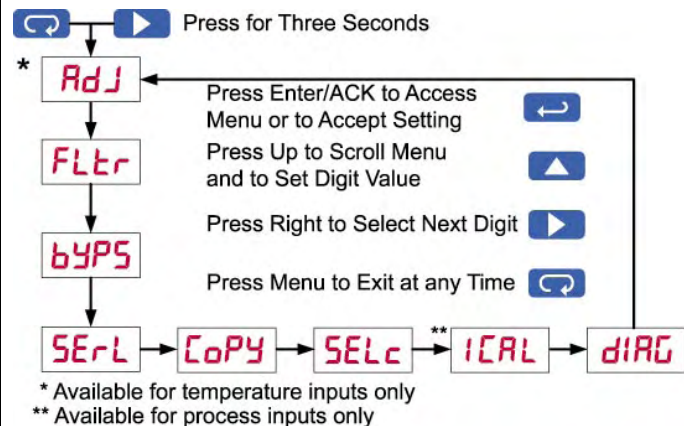 Press for Three Seconds
* AdJ
Press Enter/ACK to Access
Menu or to Accept Setting
FLtr
Press Up to Scroll Menu
and to Set Digit Value
bYPS
Press Right to Select Next Digit
Press Menu to Exit at any Time
SErL CoPY SELc ** ICAL dIAG
* Available for temperature inputs only
** Available for process inputs only